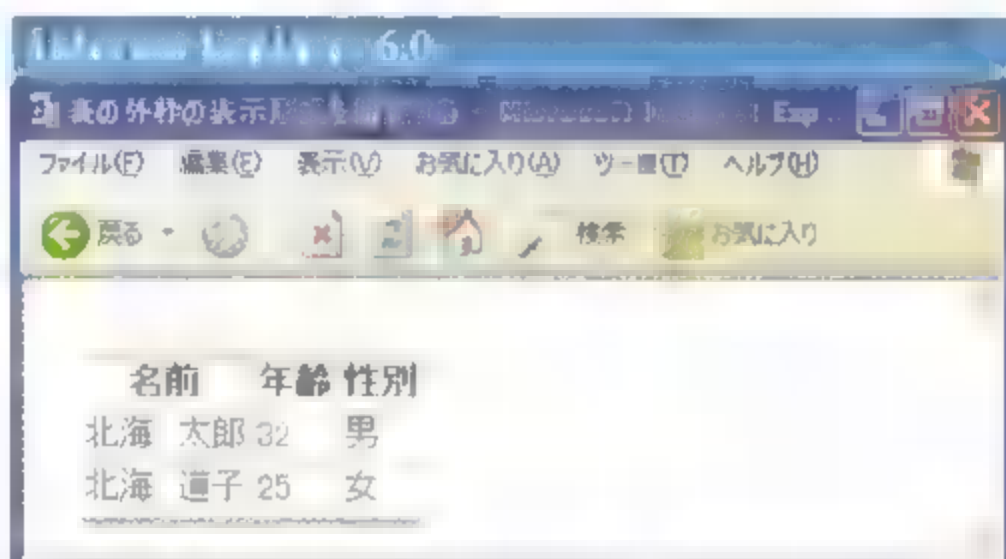 6.0
表の外枠の表示
ファイル(F) 編集(E) 表示(V) お気に入り(A) ツール(T) ヘルプ(H)
戻る 検索 お気に入り
名前 年齢 性別
北海 太郎 32 男
北海 道子 25 女